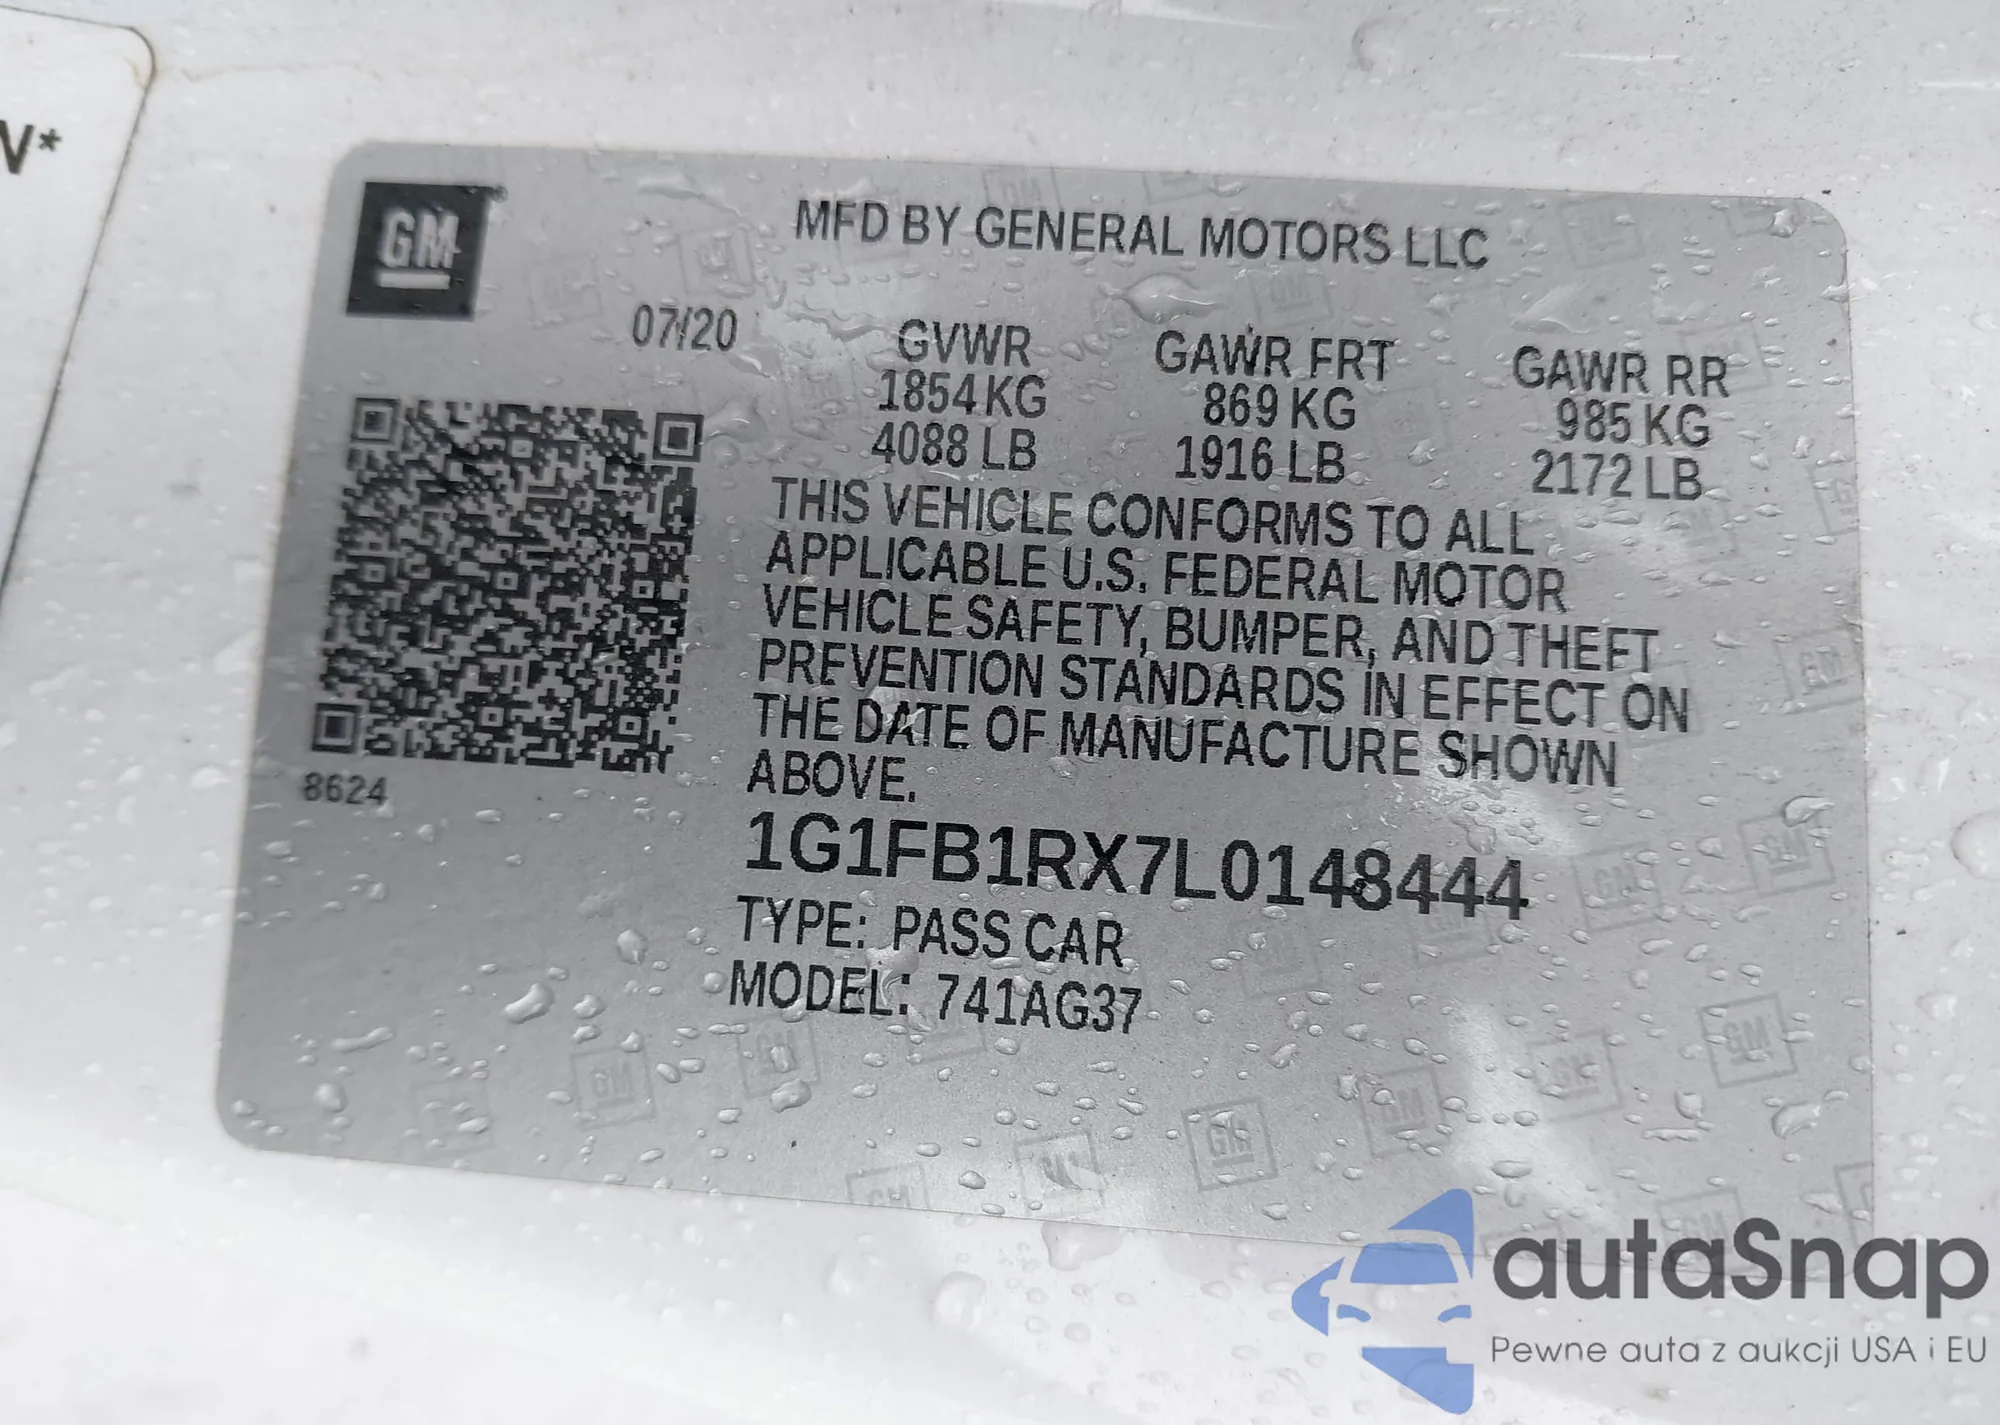 N*
GM
MFD BY GENERAL MOTORS LLC
07/20
GVWR GAWR FRT GAWR RR
1854 KG 869 KG 985 KG
4088 LB 1916 LB 2172 LB
THIS VEHICLE CONFORMS TO ALL
APPLICABLE U.S. FEDERAL MOTOR
VEHICLE SAFETY, BUMPER, AND THEFT
PREVENTION STANDARDS IN EFFECT ON
THE DATE OF MANUFACTURE SHOWN
ABOVE.
8624
1G1FB1RX7L0148444
TYPE: PASS CAR
MODEL: 741AG37
autaSnap
Pewne auta z aukcji USA i EU